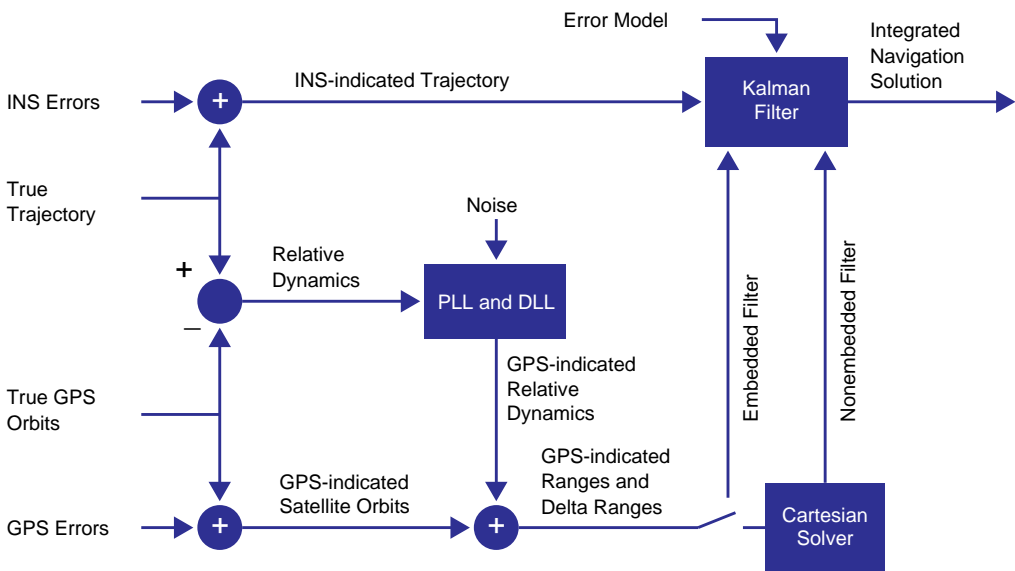 Error Model
Integrated
Navigation
Solution
INS-indicated Trajectory
INS Errors
+
Kalman
Filter
True
Trajectory
Noise
+
Relative
Dynamics
PLL and DLL
–
Embedded Filter
Nonembedded Filter
GPS-indicated
Relative
Dynamics
True GPS
Orbits
GPS-indicated
Satellite Orbits
GPS-indicated
Ranges and
Delta Ranges
GPS Errors
+
+
Cartesian
Solver